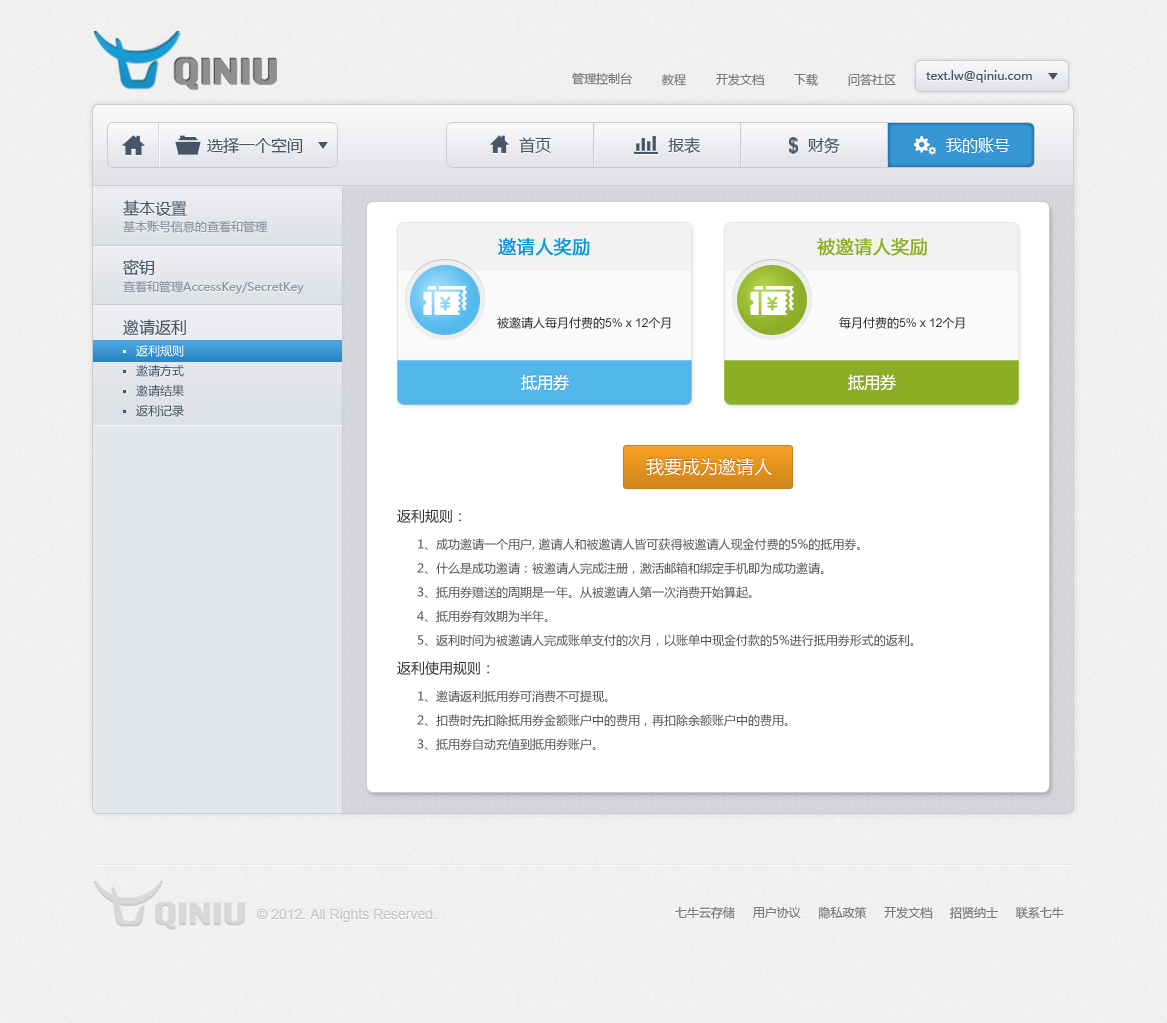 QINIU
管理控制台 教程 开发文档 下载 问答社区 text.lw@qiniu.com
选择一个空间 首页 报表 $ 财务 我的账号
基本设置
基本账号信息的查看和管理
密钥
查看和管理AccessKey/SecretKey
邀请返利
返利规则
邀请方式
邀请结果
返利记录
邀请人奖励
¥
被邀请人每月付费的5% x 12个月
抵用券
被邀请人奖励
¥
每月付费的5% x 12个月
抵用券
我要成为邀请人
返利规则：
1、成功邀请一个用户, 邀请人和被邀请人皆可获得被邀请人现金付费的5%的抵用券。
2、什么是成功邀请：被邀请人完成注册，激活邮箱和绑定手机即为成功邀请。
3、抵用券赠送的周期是一年。从被邀请人第一次消费开始算起。
4、抵用券有效期为半年。
5、返利时间为被邀请人完成账单支付的次月，以账单中现金付款的5%进行抵用券形式的返利。
返利使用规则：
1、邀请返利抵用券可消费不可提现。
2、扣费时先扣除抵用券金额账户中的费用，再扣除余额账户中的费用。
3、抵用券自动充值到抵用券账户。
QINIU © 2012. All Rights Reserved.
七牛云存储 用户协议 隐私政策 开发文档 招贤纳士 联系七牛